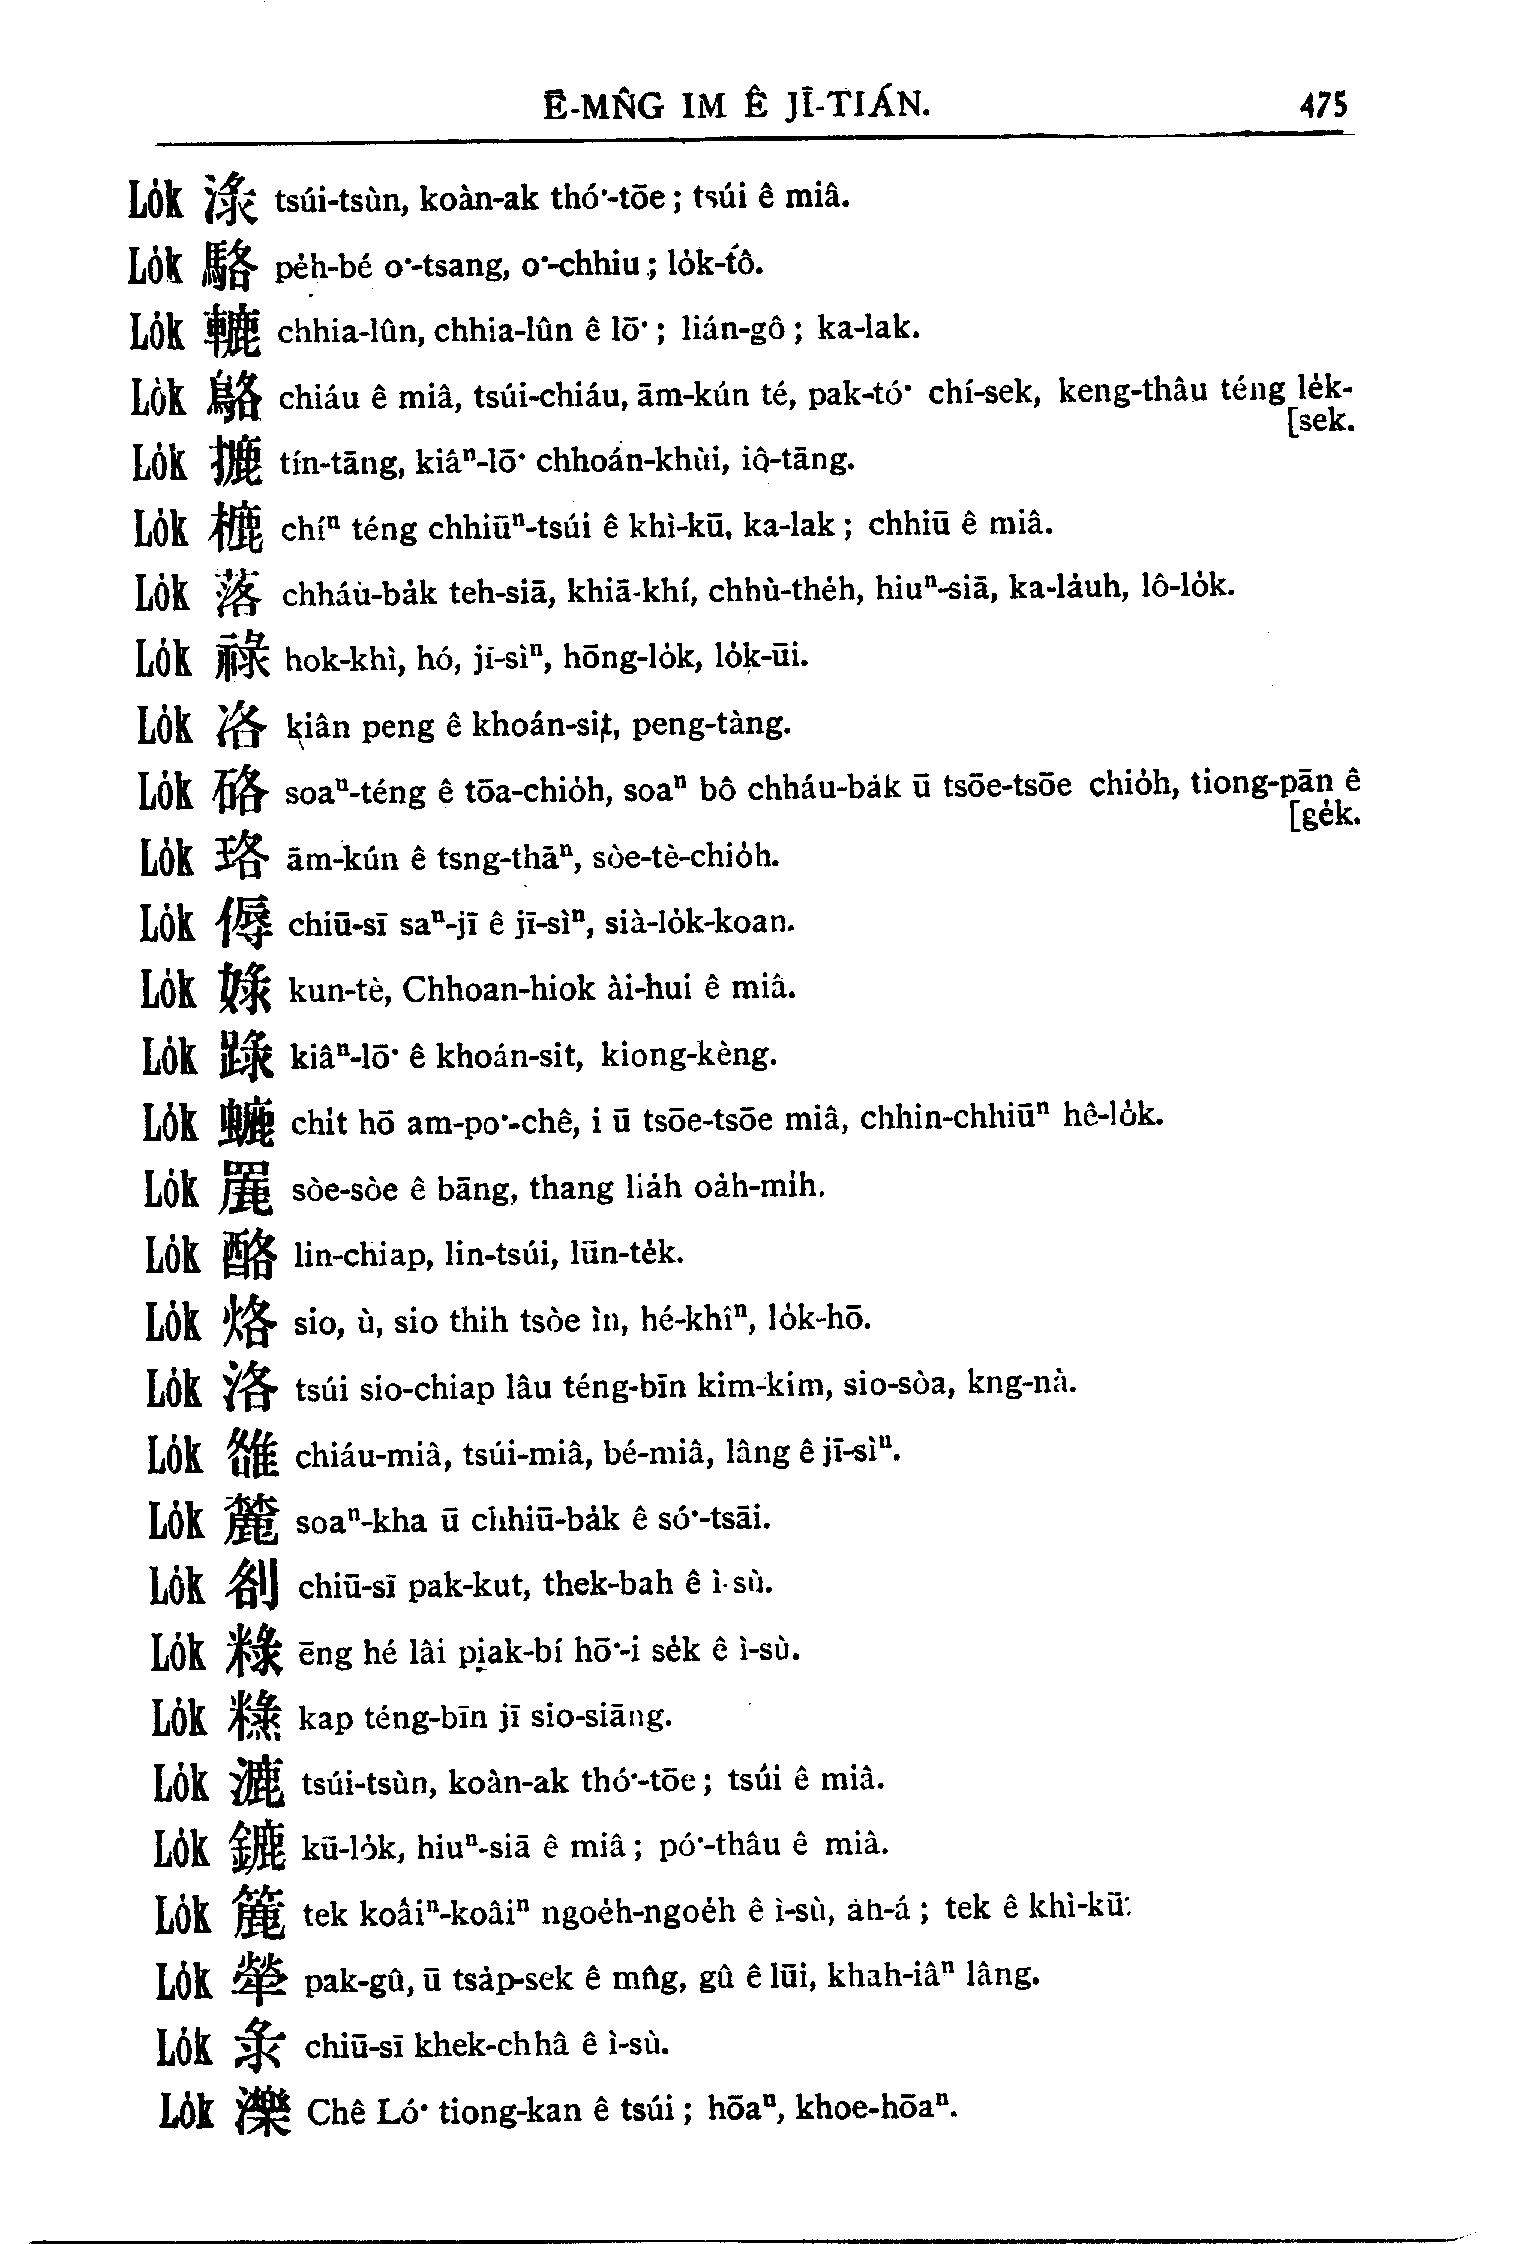 Ē-MN̂G IM Ê JĪ-TIÁN. 475
Lo̍k 淥 tsúi-tsùn, koàn-ak thó͘-tōe; tsúi ê miâ.
Lo̍k 駱 pe̍h-bé o͘-tsang, o͘-chhiu; lo̍k-tô.
Lo̍k 轆 chhia-lûn, chhia-lûn ê lō͘; lián-gô; ka-lak.
Lo̍k 鵅 chiáu ê miâ, tsúi-chiáu, ām-kún té, pak-tó͘ chí-sek, keng-thâu téng le̍k-
[sek.
Lo̍k 摝 tín-tāng, kiâⁿ-lō͘ chhoán-khùi, iô-tāng.
Lo̍k 樚 chíⁿ téng chhiūⁿ-tsúi ê khì-kū, ka-lak; chhiū ê miâ.
Lo̍k 落 chháu-ba̍k teh-siā, khiā-khí, chhù-the̍h, hiuⁿ-siā, ka-la̍uh, lô-lo̍k.
Lo̍k 祿 hok-khì, hó, jí-sìⁿ, hōng-lo̍k, lo̍k-ūi.
Lo̍k 冾 kiân peng ê khoán-sit, peng-tàng.
Lo̍k 硌 soaⁿ-téng ê tōa-chio̍h, soaⁿ bô chháu-ba̍k ū tsōe-tsōe chio̍h, tiong-pān ê
[ge̍k.
Lo̍k 珞 ām-kún ê tsng-thāⁿ, sòe-tè-chio̍h.
Lo̍k chiū-sī saⁿ-jī ê jī-sìⁿ, sià-lo̍k-koan.
Lo̍k 娽 kun-tè, Chhoan-hiok ài-hui ê miâ.
Lo̍k 踛 kiâⁿ-lō͘ ê khoán-sit, kiong-kèng.
Lo̍k 螰 chi̍t hō am-po͘-chê, i ū tsōe-tsōe miâ, chhin-chhiūⁿ hê-lo̍k.
Lo̍k 罷 sòe-sòe ê bāng, thang lia̍h oa̍h-mi̍h.
Lo̍k 酪 lin-chiap, lin-tsúi, lūn-te̍k.
Lo̍k 烙 sio, ù, sio thih tsòe ìn, hé-khîⁿ, lo̍k-hō.
Lo̍k 洛 tsúi sio-chiap lâu téng-bīn kim-kim, sio-sòa, kng-nà.
Lo̍k 雒 chiáu-miâ, tsúi-miâ, bé-miâ, lâng ê jī-sìⁿ.
Lo̍k 麓 soaⁿ-kha ū chhiū-ba̍k ê só͘-tsāi.
Lo̍k 剠 chiū-sī pak-kut, thek-bah ê ì-sù.
Lo̍k ēng hé lâi piak-bí hō͘-i se̍k ê ì-sù.
Lo̍k kap téng-bīn jī sio-siāng.
Lo̍k 漉 tsúi-tsùn, koàn-ak thó͘-tōe; tsúi ê miâ.
Lo̍k 鏕 kū-lo̍k, hiuⁿ-siā ê miâ; pó͘-thâu ê miâ.
Lo̍k 簏 tek koâiⁿ-koâiⁿ ngoe̍h-ngoe̍h ê ì-sù, a̍h-á; tek ê khì-kū.
Lo̍k 犖 pak-gû, ū tsa̍p-sek ê mn̂g, gû ê lūi, khah-iâⁿ lâng.
Lo̍k 彔 chiū-sī khek-chhâ ê ì-sù.
Lo̍k 濼 Chê Ló͘ tiong-kan ê tsúi; hōaⁿ, khoe-hōaⁿ.